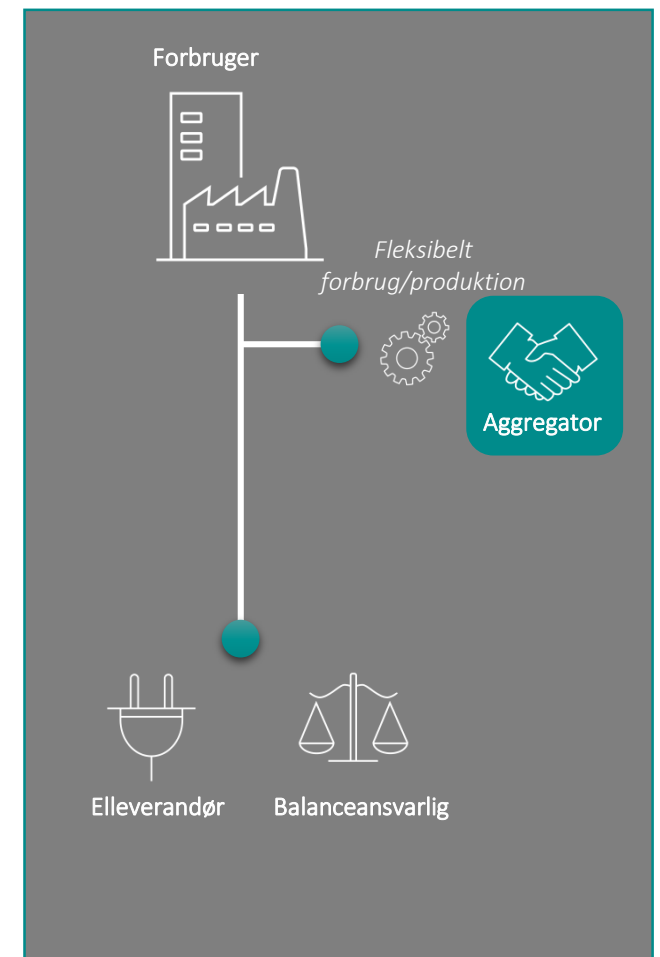 Forbruger
Fleksibelt
forbrug/produktion
Aggregator
Elleverandør
Balanceansvarlig